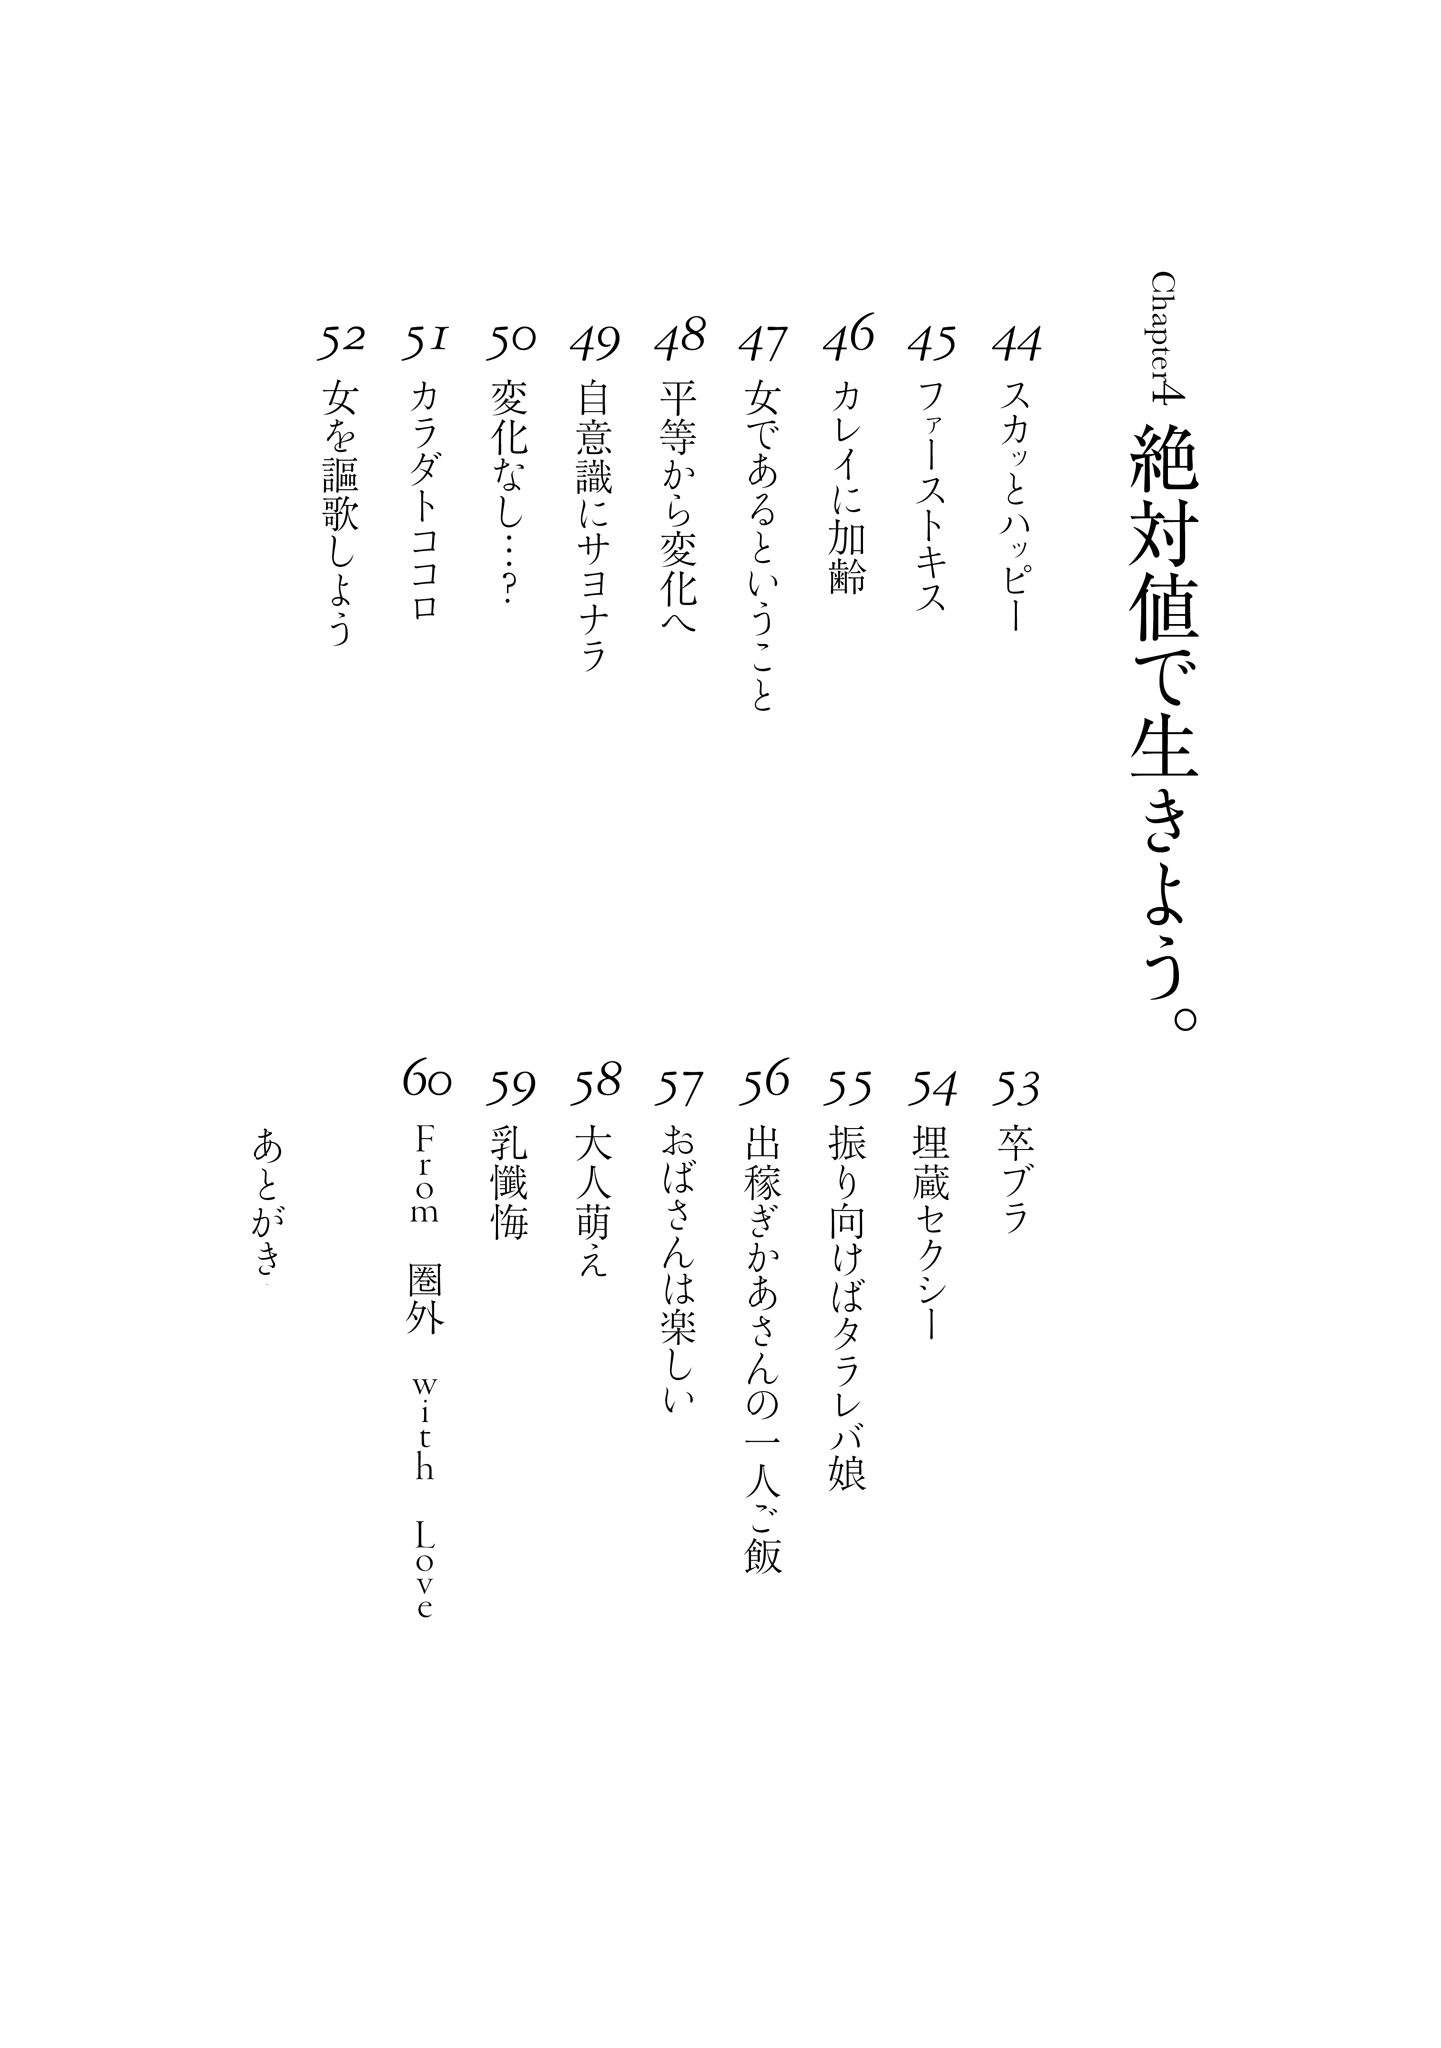 Chapter4 絶対値で生きよう。
44 スカッとハッピー
45 ファーストキス
46 カレイに加齢
47 女であるということ
48 平等から変化へ
49 自意識にサヨナラ
50 変化なし…?
51 カラダトココロ
52 女を謳歌しよう
53 卒ブラ
54 埋蔵セクシー
55 振り向けばタラレバ娘
56 出稼ぎかあさんの一人ご飯
57 おばさんは楽しい
58 大人萌え
59 乳懺悔
60 From 圏外 with Love
あとがき